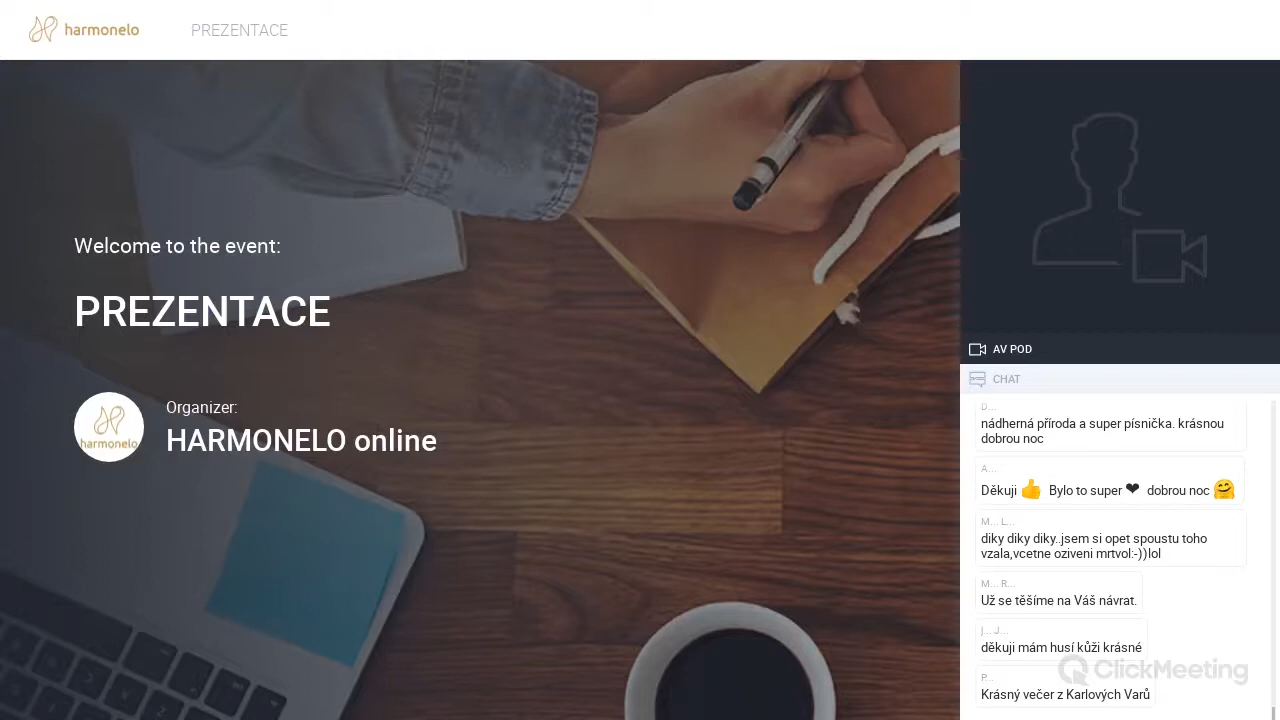 harmonelo PREZENTACE
Welcome to the event:
PREZENTACE
harmonelo
Organizer:
HARMONELO online
AV POD
CHAT
D...
nádherná příroda a super písnička. krásnou
dobrou noc
A...
Děkuji 👍 Bylo to super ❤ dobrou noc 🤗
M... L...
diky diky diky..jsem si opet spoustu toho
vzala,vcetne oziveni mrtvol:-))lol
M... R...
Už se těšíme na Váš návrat.
J... J...
děkuji mám husí kůži krásné
P...
Krásný večer z Karlových Varů
ClickMeeting